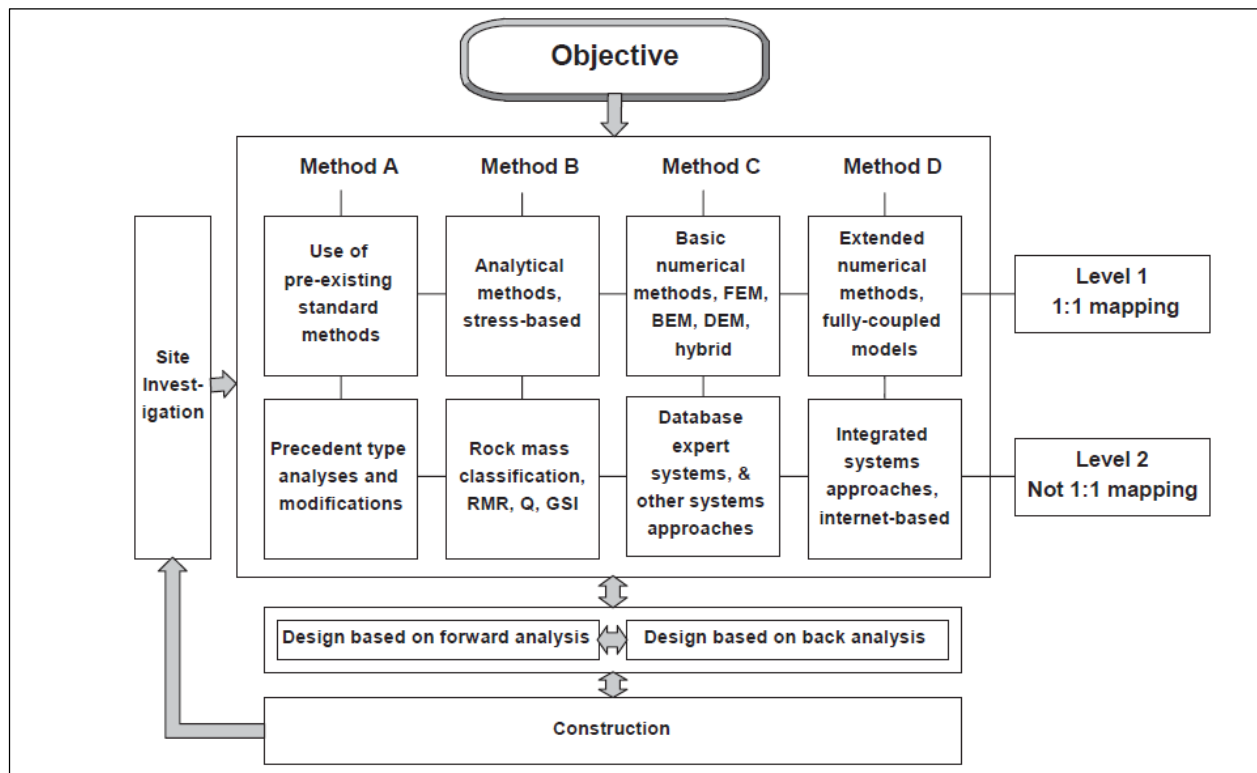 Objective
Method A
Method B
Method C
Method D
Use of
pre-existing
standard
methods
Analytical
methods,
stress-based
Basic
numerical
methods, FEM,
BEM, DEM,
hybrid
Extended
numerical
methods,
fully-coupled
models
Level 1
1:1 mapping
Site
Invest-
igation
Precedent type
analyses and
modifications
Rock mass
classification,
RMR, Q, GSI
Database
expert
systems, &
other systems
approaches
Integrated
systems
approaches,
internet-based
Level 2
Not 1:1 mapping
Design based on forward analysis
Design based on back analysis
Construction